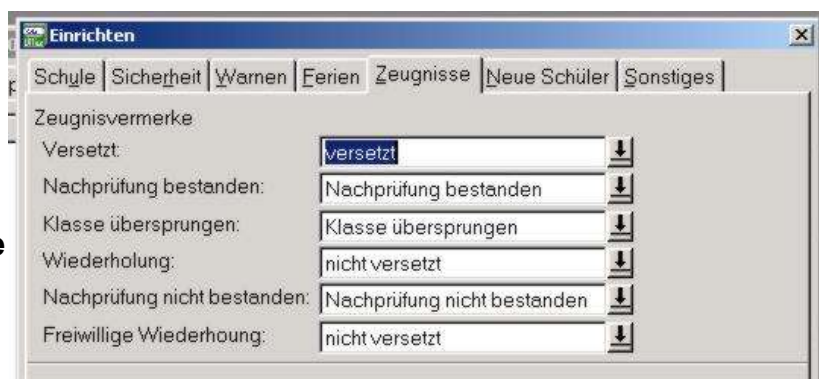 Einrichten
Schule Sicherheit Warnen Ferien Zeugnisse Neue Schüler Sonstiges
Zeugnisvermerke
Versetzt: versetzt
Nachprüfung bestanden: Nachprüfung bestanden
Klasse übersprungen: Klasse übersprungen
e
Wiederholung: nicht versetzt
Nachprüfung nicht bestanden: Nachprüfung nicht bestanden
Freiwillige Wiederhoung: nicht versetzt